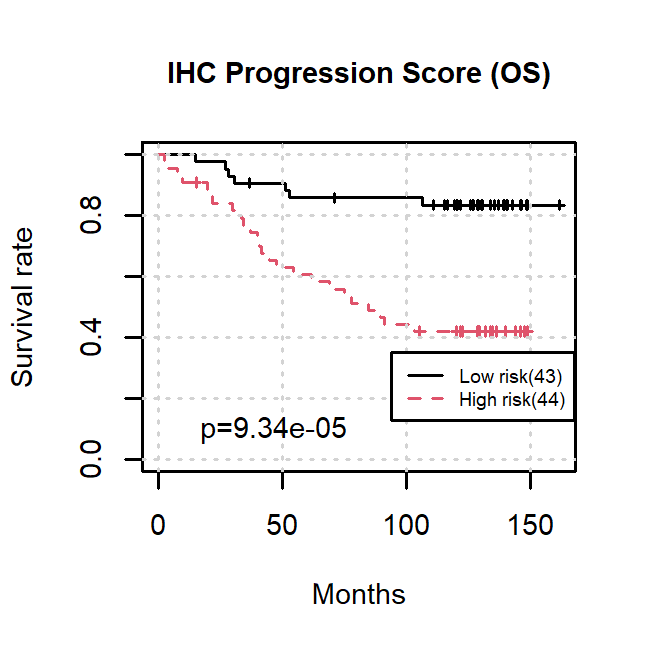 IHC Progression Score (OS)
Survival rate
0.8
0.4
0.0
p=9.34e-05
Low risk(43)
High risk(44)
0 50 100 150
Months